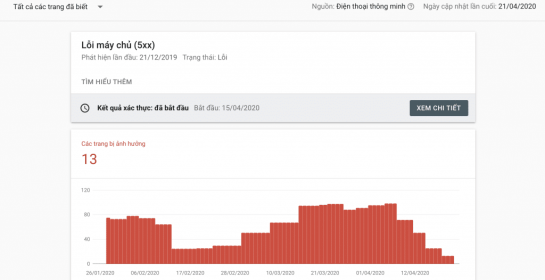 Tất cả các trang đã biết Nguồn: Điện thoại thông minh Ngày cập nhật lần cuối: 21/04/2020
Lỗi máy chủ (5xx)
Phát hiện lần đầu: 21/12/2019 Trạng thái: Lỗi
TÌM HIỂU THÊM
Kết quả xác thực: đã bắt đầu Bắt đầu: 15/04/2020 XEM CHI TIẾT
Các trang bị ảnh hưởng
13
120
80
40
0
26/01/2020 06/02/2020 17/02/2020 28/02/2020 10/03/2020 21/03/2020 01/04/2020 12/04/2020